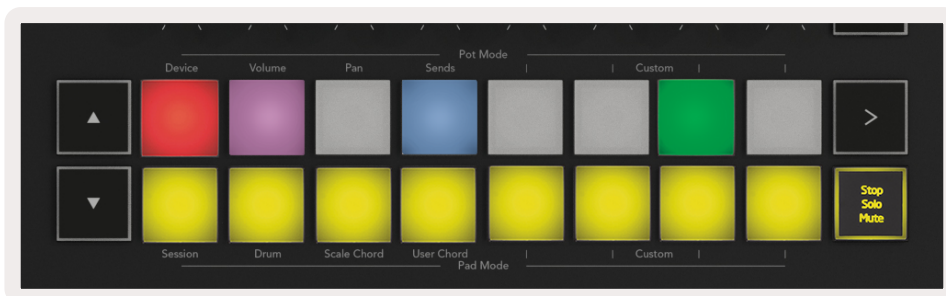 Pot Mode
Device Volume Pan Sends Custom
▲ >
▼ Stop
Solo
Mute
Session Drum Scale Chord User Chord Custom
Pad Mode